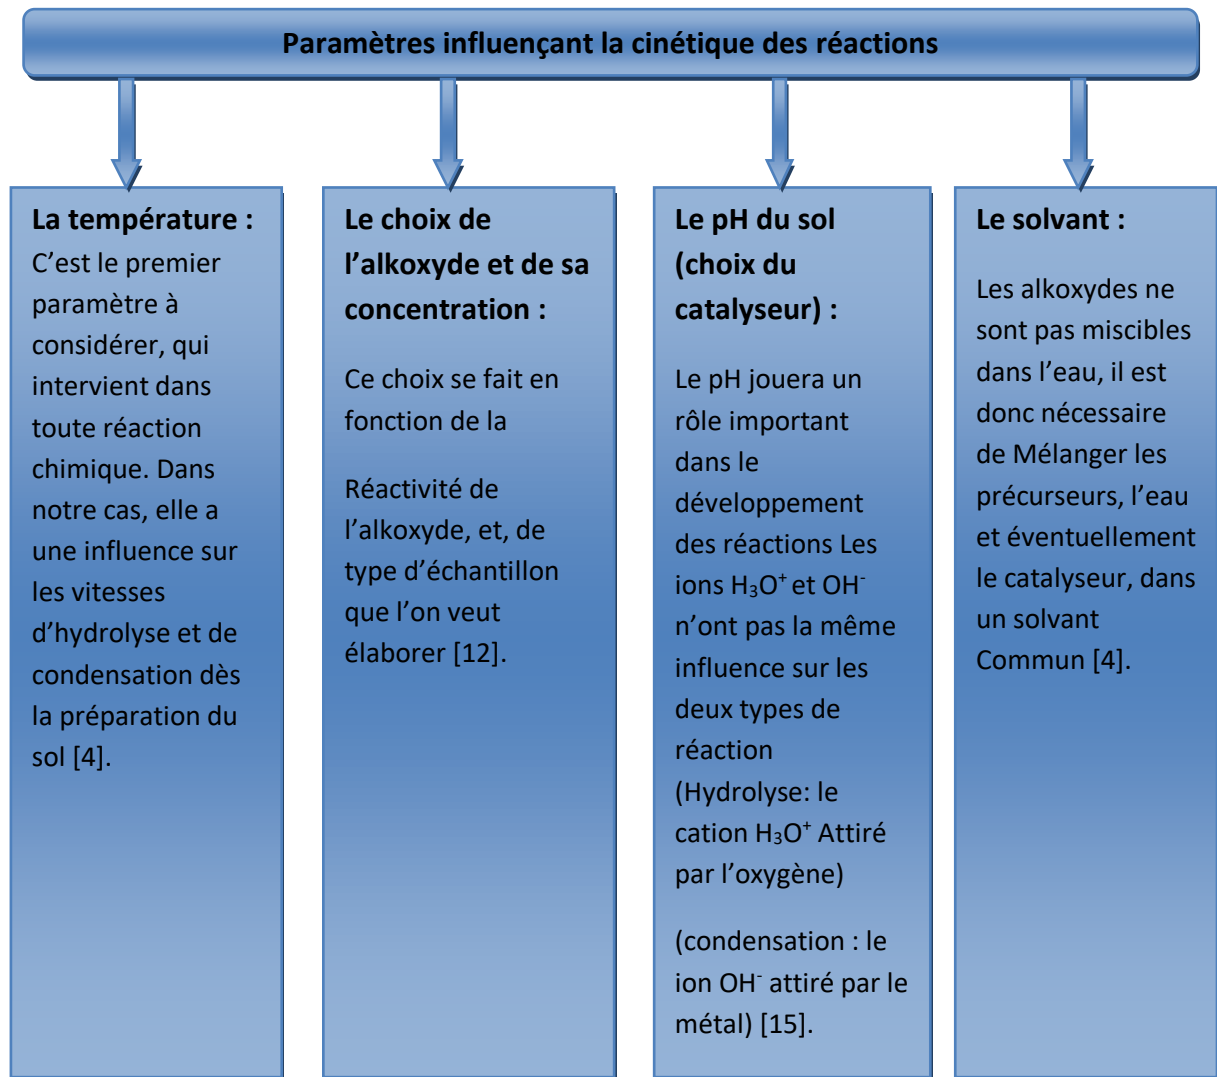 Paramètres influençant la cinétique des réactions
La température :
C’est le premier
paramètre à
considérer, qui
intervient dans
toute réaction
chimique. Dans
notre cas, elle a
une influence sur
les vitesses
d’hydrolyse et de
condensation dès
la préparation du
sol [4].
Le choix de
l’alkoxyde et de sa
concentration :
Ce choix se fait en
fonction de la
Réactivité de
l’alkoxyde, et, de
type d’échantillon
que l’on veut
élaborer [12].
Le pH du sol
(choix du
catalyseur) :
Le pH jouera un
rôle important
dans le
développement
des réactions Les
ions H₃O⁺ et OH⁻
n’ont pas la même
influence sur les
deux types de
réaction
(Hydrolyse: le
cation H₃O⁺ Attiré
par l’oxygène)
(condensation : le
ion OH⁻ attiré par le
métal) [15].
Le solvant :
Les alkoxydes ne
sont pas miscibles
dans l’eau, il est
donc nécessaire
de Mélanger les
précurseurs, l’eau
et éventuellement
le catalyseur, dans
un solvant
Commun [4].